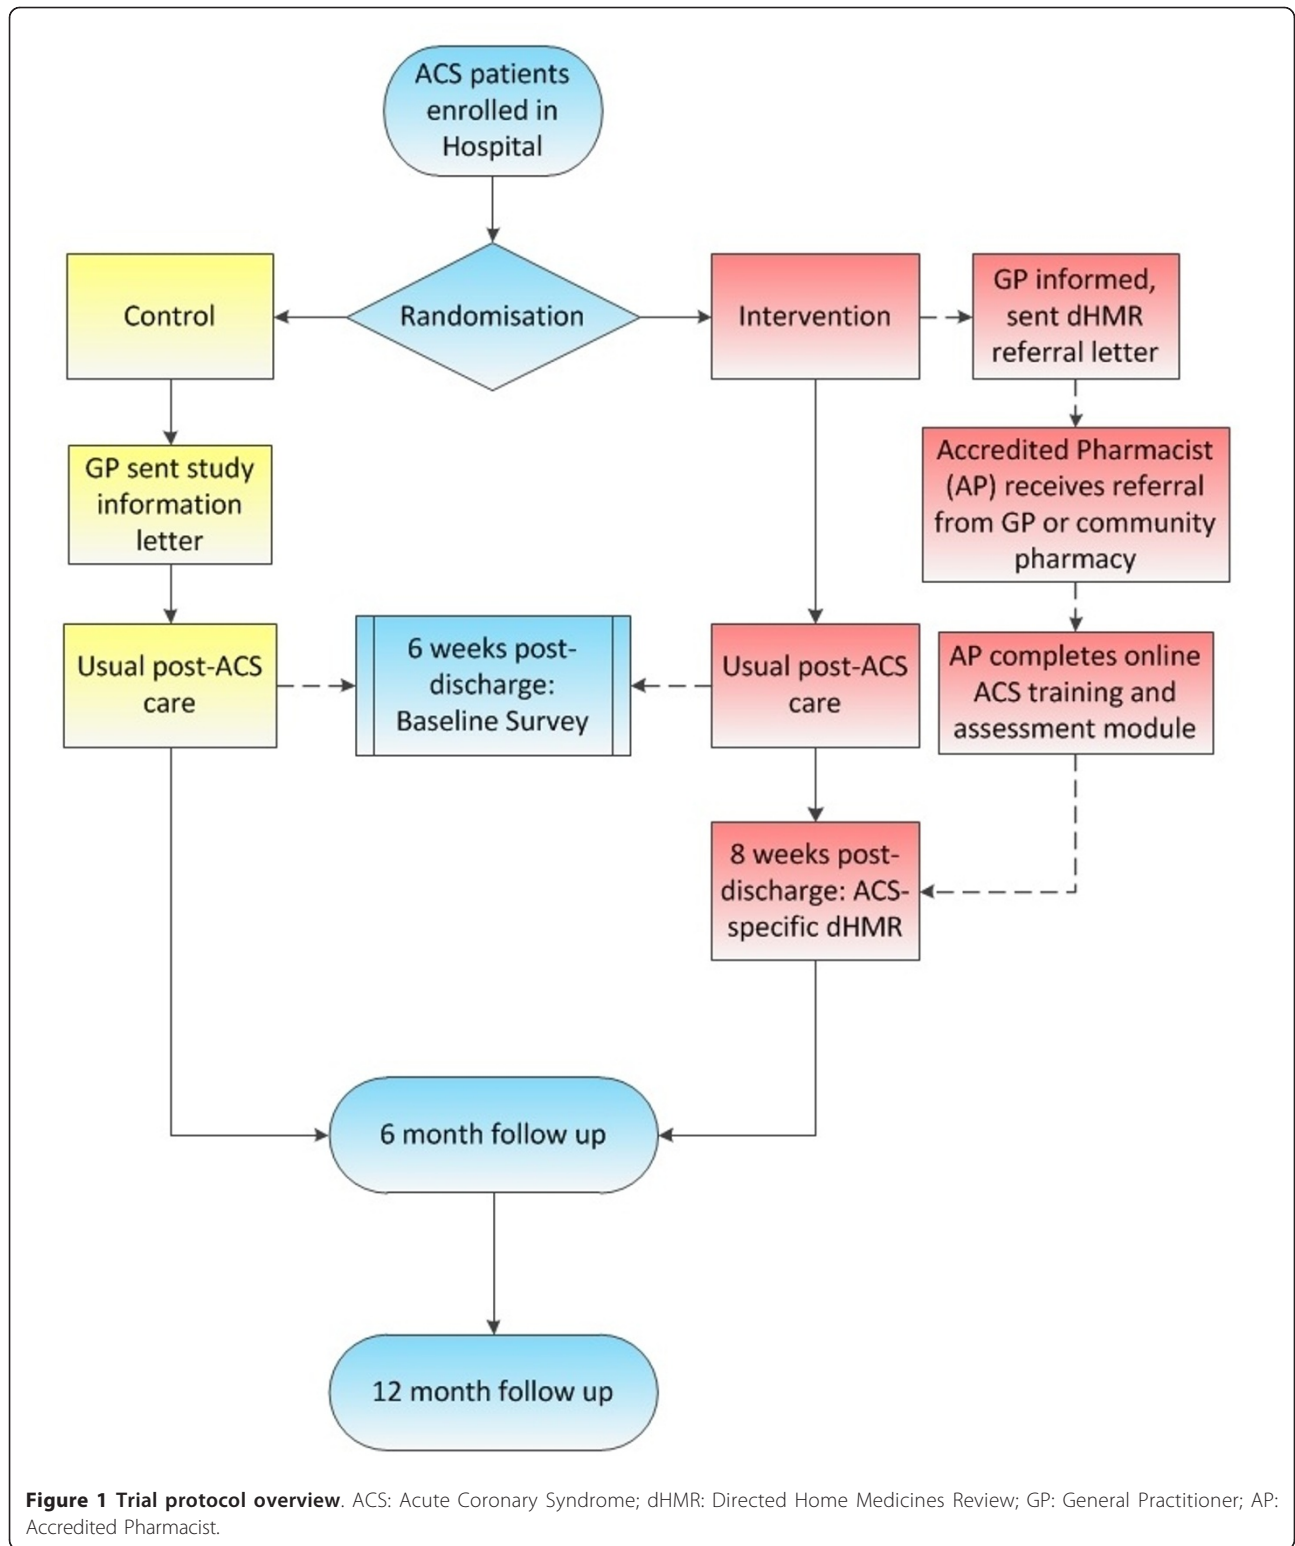 ACS patients
enrolled in
Hospital
Control
Randomisation
Intervention
GP informed,
sent dHMR
referral letter
GP sent study
information
letter
Accredited Pharmacist
(AP) receives referral
from GP or community
pharmacy
Usual post-ACS
care
6 weeks post-
discharge:
Baseline Survey
Usual post-ACS
care
AP completes online
ACS training and
assessment module
8 weeks post-
discharge: ACS-
specific dHMR
6 month follow up
12 month follow up
Figure 1 Trial protocol overview. ACS: Acute Coronary Syndrome; dHMR: Directed Home Medicines Review; GP: General Practitioner; AP:
Accredited Pharmacist.